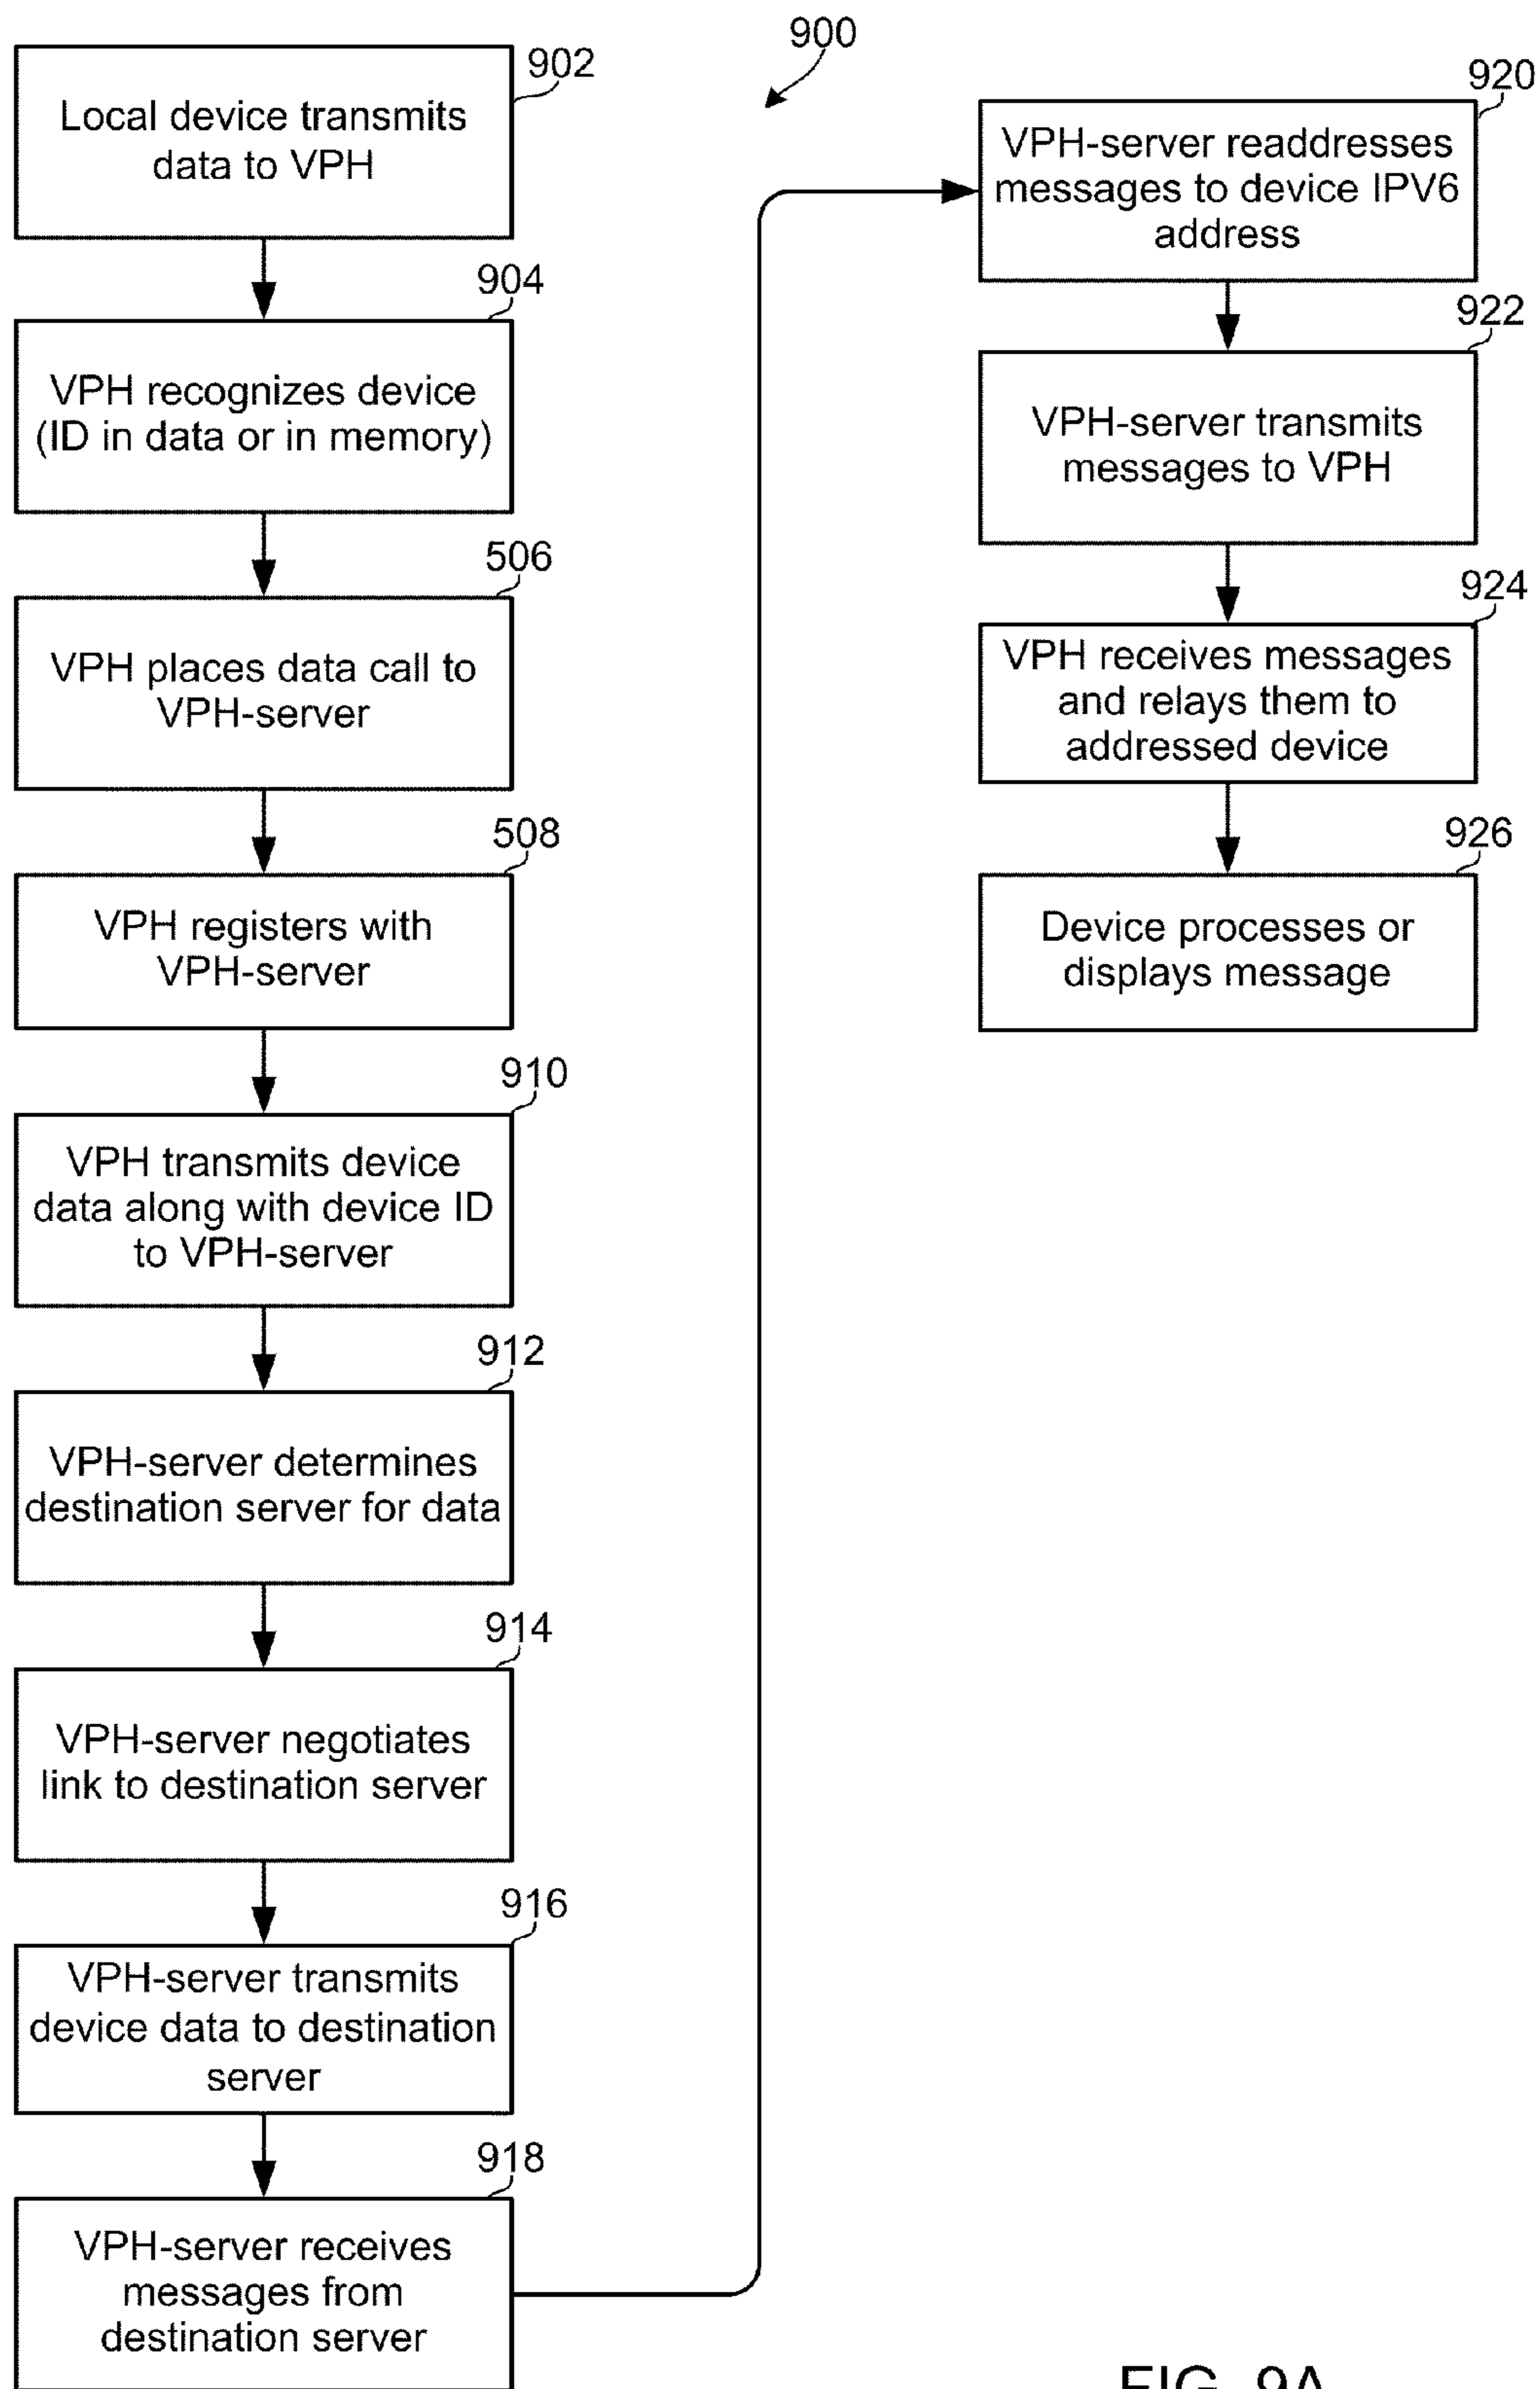 900
902
Local device transmits
data to VPH
904
VPH recognizes device
(ID in data or in memory)
506
VPH places data call to
VPH-server
508
VPH registers with
VPH-server
910
VPH transmits device
data along with device ID
to VPH-server
912
VPH-server determines
destination server for data
914
VPH-server negotiates
link to destination server
916
VPH-server transmits
device data to destination
server
918
VPH-server receives
messages from
destination server
920
VPH-server readdresses
messages to device IPV6
address
922
VPH-server transmits
messages to VPH
924
VPH receives messages
and relays them to
addressed device
926
Device processes or
displays message
FIG. 9A